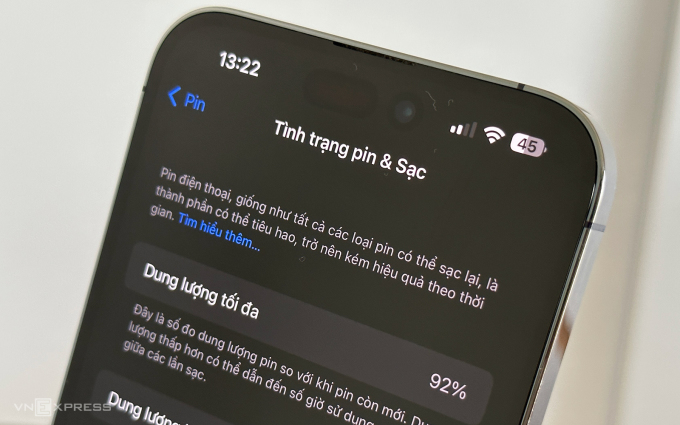 13:22
45
Pin
Tình trạng pin & Sạc
Pin điện thoại, giống như tất cả các loại pin có thể sạc lại, là
thành phần có thể tiêu hao, trở nên kém hiệu quả theo thời
gian. Tìm hiểu thêm...
Dung lượng tối đa
92%
Đây là số đo dung lượng pin so với khi pin còn mới. Dung
lượng thấp hơn có thể dẫn đến số giờ sử dụng
giữa các lần sạc.
Dung lượng
VNEXPRESS